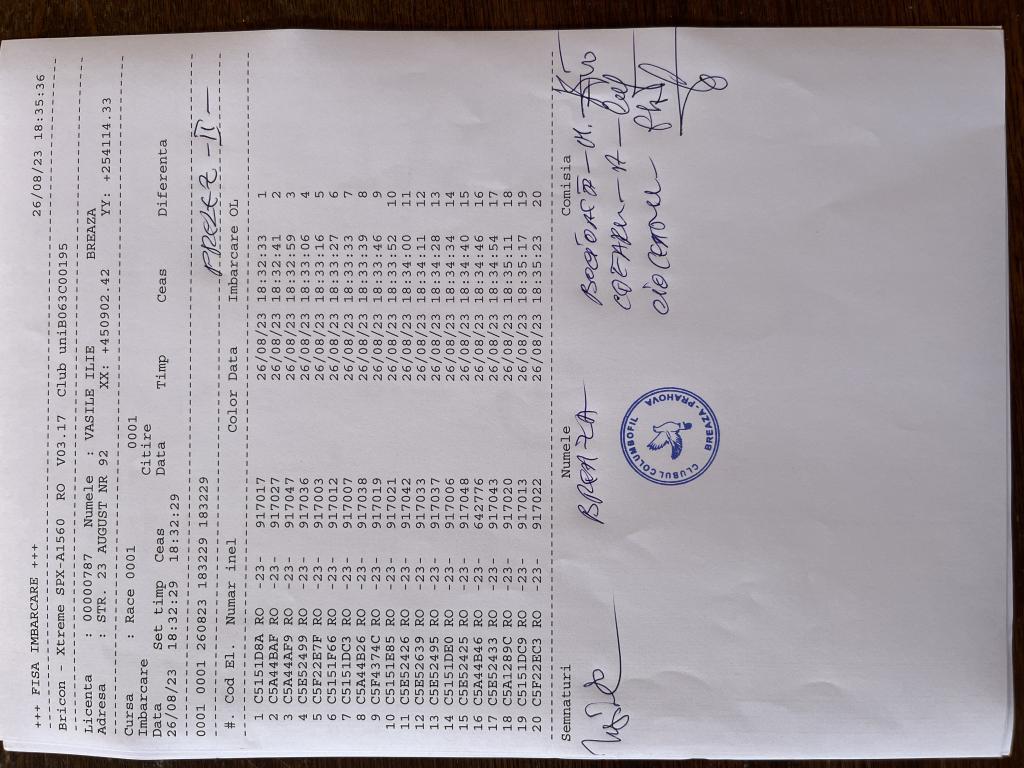 +++ FISA IMBARCARE +++ 26/08/23 18:35:36
Bricon - Xtreme SPX-A1560 RO V03.17 Club uniB063C00195
Licenta : 00000787 Numele : VASILE ILIE BREAZA
Adresa : STR. 23 AUGUST NR 92 XX: +450902.42 YY: +254114.33
Cursa : Race 0001 0001
Imbarcare Citire
Data Set timp Ceas Data Timp Ceas Diferenta
26/08/23 18:32:29 18:32:29
0001 0001 260823 183229 183229
#. Cod El. Numar inel Color Data Imbarcare OL
1 C5151D8A RO -23- 917017 26/08/23 18:32:33 1
2 C5A44BAF RO -23- 917027 26/08/23 18:32:41 2
3 C5A44AF9 RO -23- 917047 26/08/23 18:32:59 3
4 C5E52499 RO -23- 917036 26/08/23 18:33:06 4
5 C5F22E7F RO -23- 917003 26/08/23 18:33:16 5
6 C5151F66 RO -23- 917012 26/08/23 18:33:27 6
7 C5151DC3 RO -23- 917007 26/08/23 18:33:33 7
8 C5A44B26 RO -23- 917038 26/08/23 18:33:39 8
9 C5F4374C RO -23- 917019 26/08/23 18:33:46 9
10 C5151E85 RO -23- 917021 26/08/23 18:33:52 10
11 C5E52426 RO -23- 917042 26/08/23 18:34:00 11
12 C5E52639 RO -23- 917033 26/08/23 18:34:11 12
13 C5E52495 RO -23- 917037 26/08/23 18:34:28 13
14 C5151DE0 RO -23- 917006 26/08/23 18:34:34 14
15 C5E52425 RO -23- 917048 26/08/23 18:34:40 15
16 C5A44B46 RO -23- 642776 26/08/23 18:34:46 16
17 C5E52433 RO -23- 917043 26/08/23 18:34:54 17
18 C5A1289C RO -23- 917020 26/08/23 18:35:11 18
19 C5151DC9 RO -23- 917013 26/08/23 18:35:17 19
20 C5F22EC3 RO -23- 917022 26/08/23 18:35:23 20
Semnaturi Numele Comisia
BREAZA
CLUBUL COLUMBOFIL
BREAZA-PRAHOVA